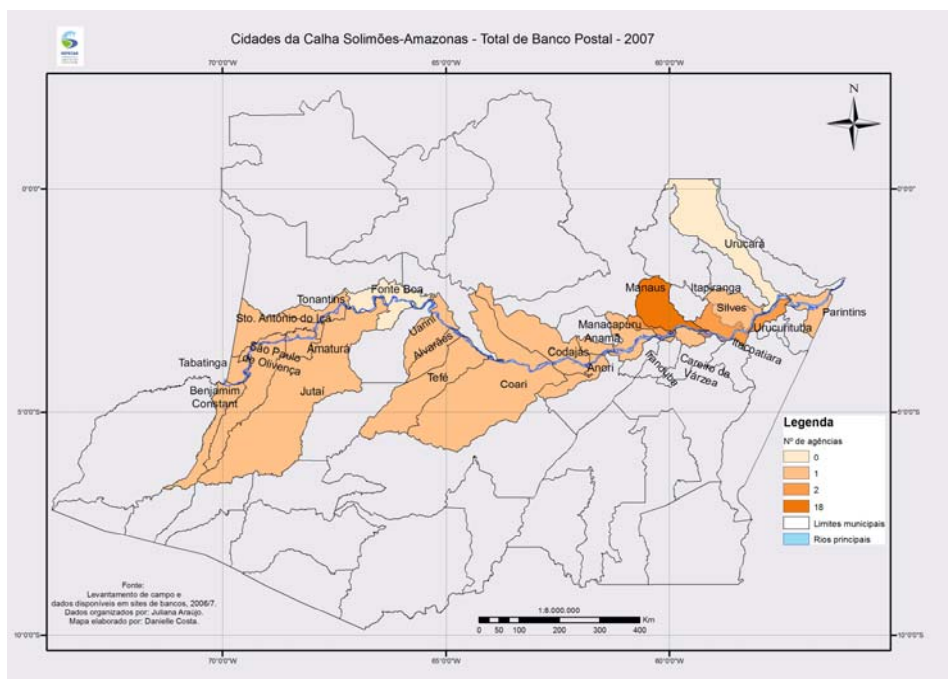 Cidades da Calha Solimões-Amazonas - Total de Banco Postal - 2007
70°0'0"W 65°0'0"W 60°0'0"W
N
0°0'0" 0°0'0"
Urucará
Fonte Boa
Manaus
Itapiranga
Tonantins
Silves
Parintins
Sto. Antônio do Içá
Uarini
Manacapuru
Urucurituba
Anamã
São Paulo
de Olivença
Amaturá
Alvarães
Codajás
Itacoatiara
Tabatinga
Anori
Iranduba
Careiro da
Várzea
Tefé
Coari
Benjamim
Constant
Jutaí
5°0'0"S 5°0'0"S
Legenda
Nº de agências
0
1
2
18
Limites municipais
Rios principais
Fonte:
Levantamento de campo e
dados disponíveis em sites de bancos, 2006/7.
Dados organizados por: Juliana Araújo.
Mapa elaborado por: Danielle Costa.
1:6.000.000
0 50 100 200 300 400 Km
10°0'0"S 10°0'0"S
70°0'0"W 65°0'0"W 60°0'0"W